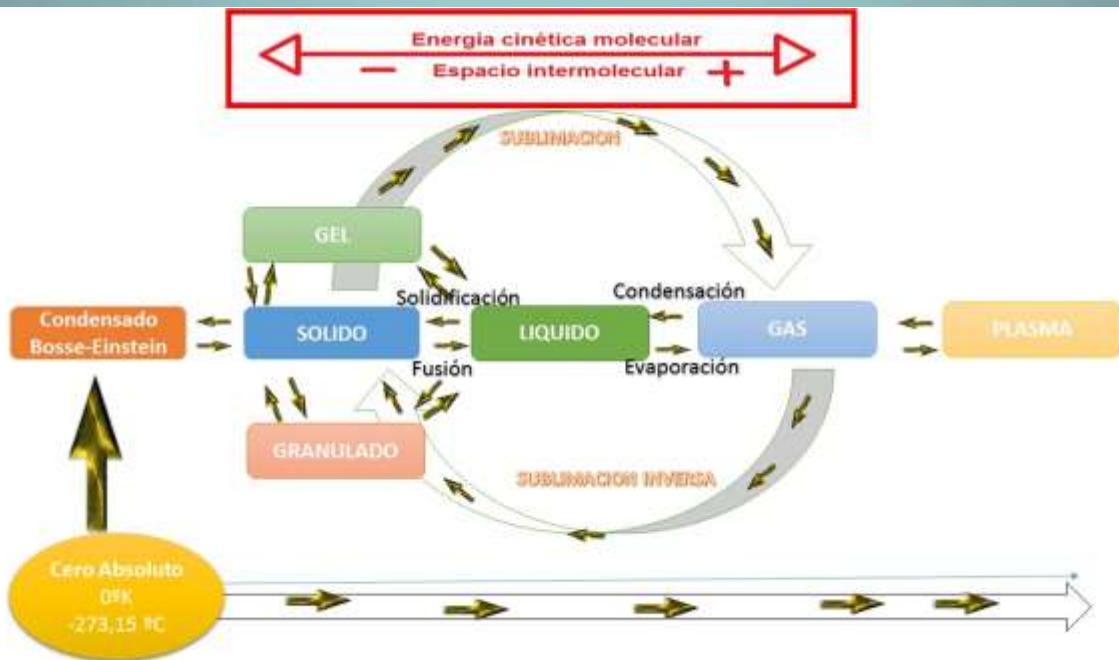 Energia cinética molecular
− Espacio intermolecular +
SUBLIMACION
GEL
Solidificación
Condensación
Condensado
Bosse-Einstein
SOLIDO
LIQUIDO
GAS
PLASMA
Fusión
Evaporación
GRANULADO
SUBLIMACION INVERSA
Cero Absoluto
0ºK
-273,15 ºC